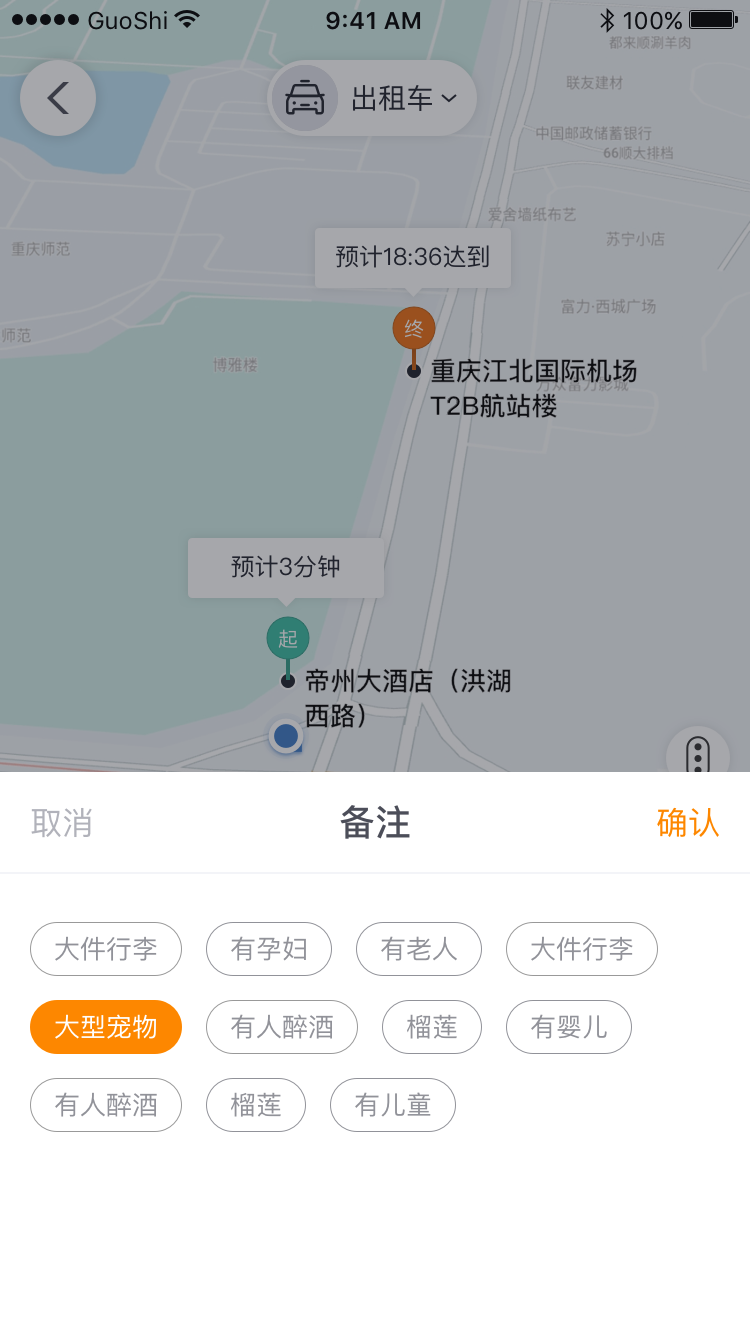 GuoShi 9:41 AM 100%
都来顺涮羊肉
出租车
联友建材
中国邮政储蓄银行
66顺大排档
爱舍墙纸布艺
苏宁小店
重庆师范
预计18:36达到
富力·西城广场
终
师范
博雅楼
重庆江北国际机场
T2B航站楼
万众富力影城
预计3分钟
起
帝州大酒店（洪湖
西路）
取消 备注 确认
大件行李 有孕妇 有老人 大件行李
大型宠物 有人醉酒 榴莲 有婴儿
有人醉酒 榴莲 有儿童